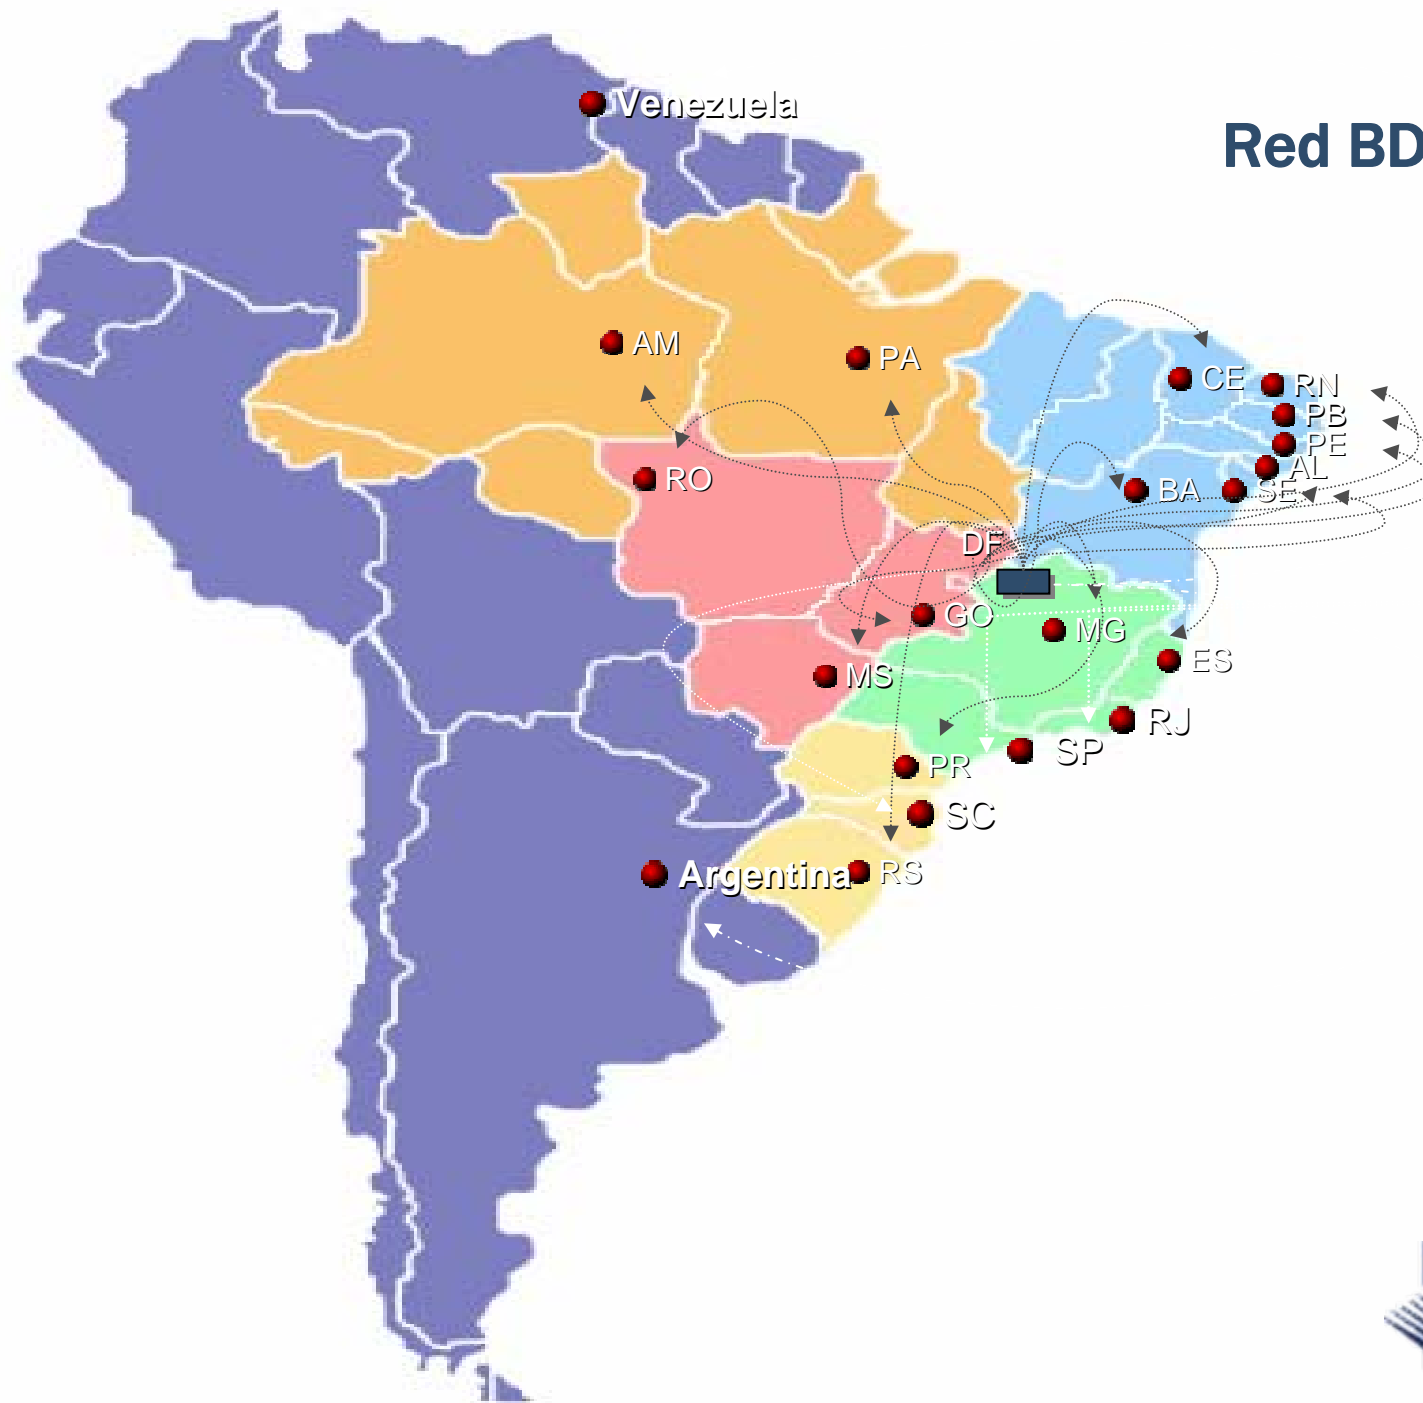 Venezuela
Red BD
AM
PA
CE
RN
PB
PE
AL
RO
BA
SE
DF
GO
MG
ES
MS
RJ
SP
PR
SC
Argentina
RS